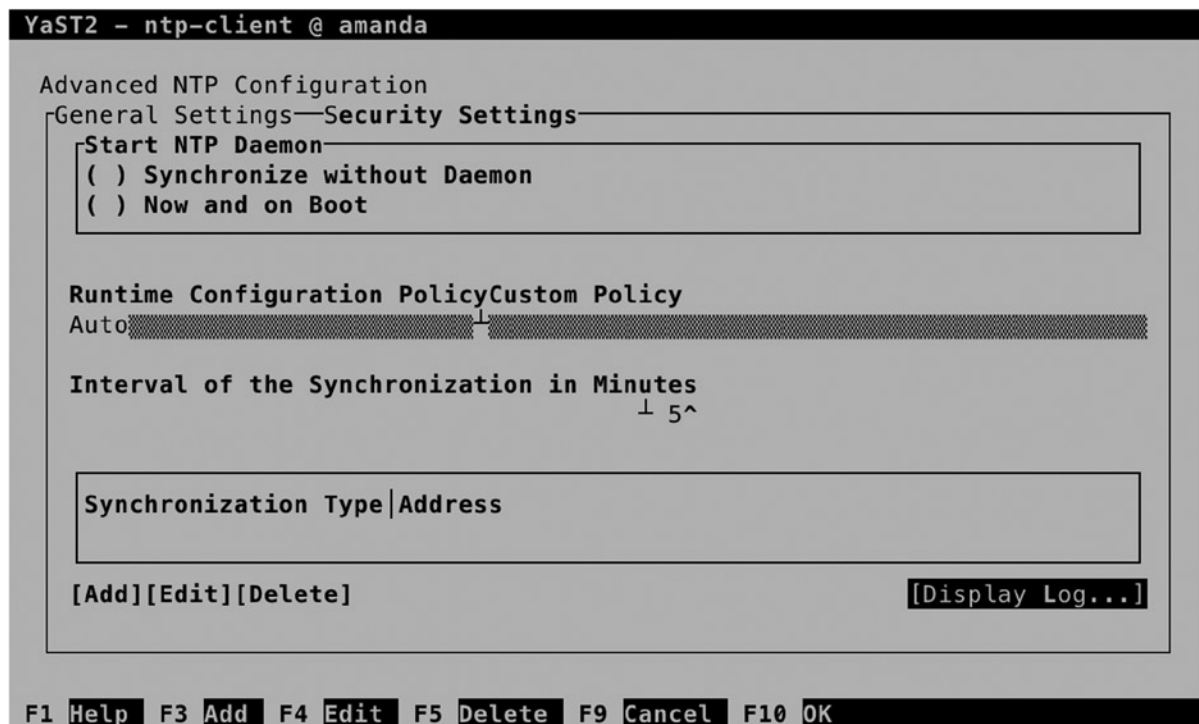 YaST2 - ntp-client @ amanda
Advanced NTP Configuration
General Settings—Security Settings
Start NTP Daemon
( ) Synchronize without Daemon
( ) Now and on Boot
Runtime Configuration PolicyCustom Policy
Auto
Interval of the Synchronization in Minutes
┴ 5^
Synchronization Type│Address
[Add][Edit][Delete] [Display Log...]
F1 Help F3 Add F4 Edit F5 Delete F9 Cancel F10 OK